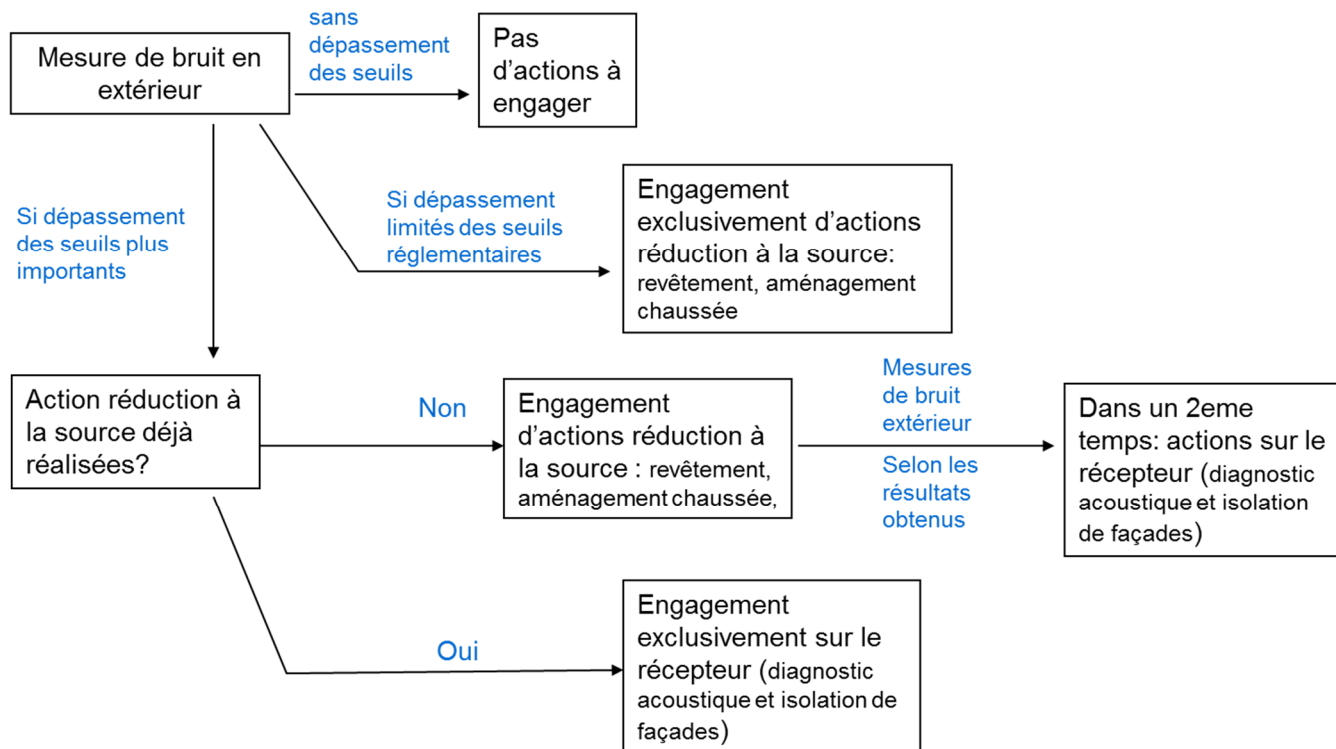 Mesure de bruit en
extérieur
sans
dépassement
des seuils
Pas
d'actions à
engager
Si dépassement
des seuils plus
importants
Si dépassement
limités des seuils
réglementaires
Engagement
exclusivement d'actions
réduction à la source:
revêtement, aménagement
chaussée
Action réduction à
la source déjà
réalisées?
Non
Engagement
d'actions réduction à
la source : revêtement,
aménagement chaussée,
Mesures
de bruit
extérieur
Selon les
résultats
obtenus
Dans un 2eme
temps: actions sur le
récepteur (diagnostic
acoustique et isolation
de façades)
Oui
Engagement
exclusivement sur le
récepteur (diagnostic
acoustique et isolation de
façades)